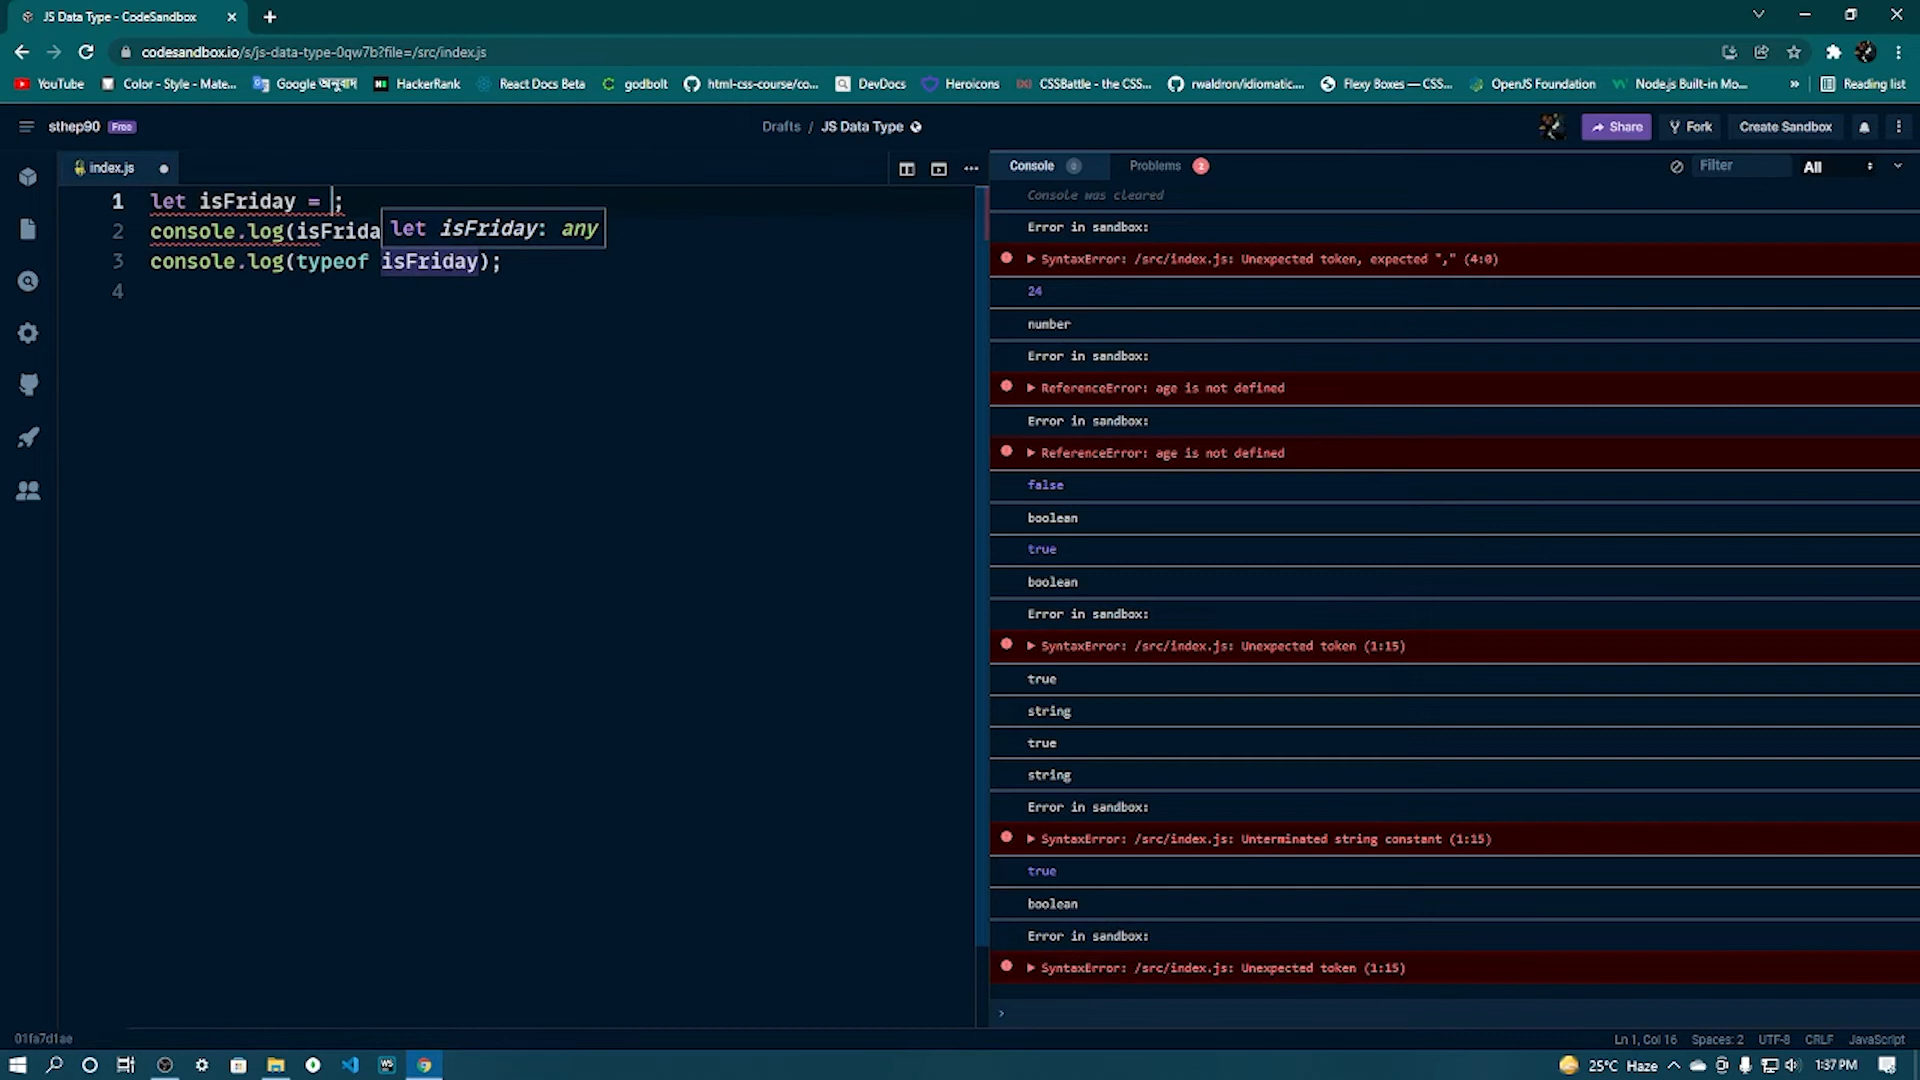 JS Data Type - CodeSandbox
codesandbox.io/s/js-data-type-0qw7b?file=/src/index.js
YouTube Color - Style - Mate... Google অনুবাদ HackerRank React Docs Beta godbolt html-css-course/co... DevDocs Heroicons CSSBattle - the CSS... rwaldron/idiomatic.... Flexy Boxes — CSS... OpenJS Foundation Node.js Built-in Mo... » Reading list
sthep90 Free Drafts / JS Data Type Share Fork Create Sandbox
index.js
Console 0 Problems 2 Filter All
1 let isFriday = ;
2 console.log(isFrida
let isFriday: any
3 console.log(typeof isFriday);
4
Console was cleared
Error in sandbox:
SyntaxError: /src/index.js: Unexpected token, expected "," (4:0)
24
number
Error in sandbox:
ReferenceError: age is not defined
Error in sandbox:
ReferenceError: age is not defined
false
boolean
true
boolean
Error in sandbox:
SyntaxError: /src/index.js: Unexpected token (1:15)
true
string
true
string
Error in sandbox:
SyntaxError: /src/index.js: Unterminated string constant (1:15)
true
boolean
Error in sandbox:
SyntaxError: /src/index.js: Unexpected token (1:15)
01fa7d1ae Ln 1, Col 16 Spaces: 2 UTF-8 CRLF JavaScript
WS 25°C Haze 1:37 PM